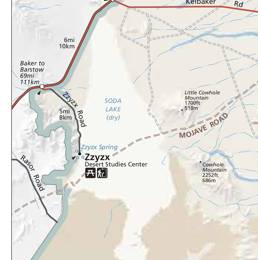 Kelbaker
Rd
6mi
10km
Baker to
Barstow
69mi
111km
Zzyzx Road
SODA
LAKE
(dry)
Little Cowhole
Mountain
1700ft
518m
5mi
8km
MOJAVE ROAD
Zzyzx Spring
Zzyzx
Desert Studies Center
Rasor Road
Cowhole
Mountain
2252ft
686m